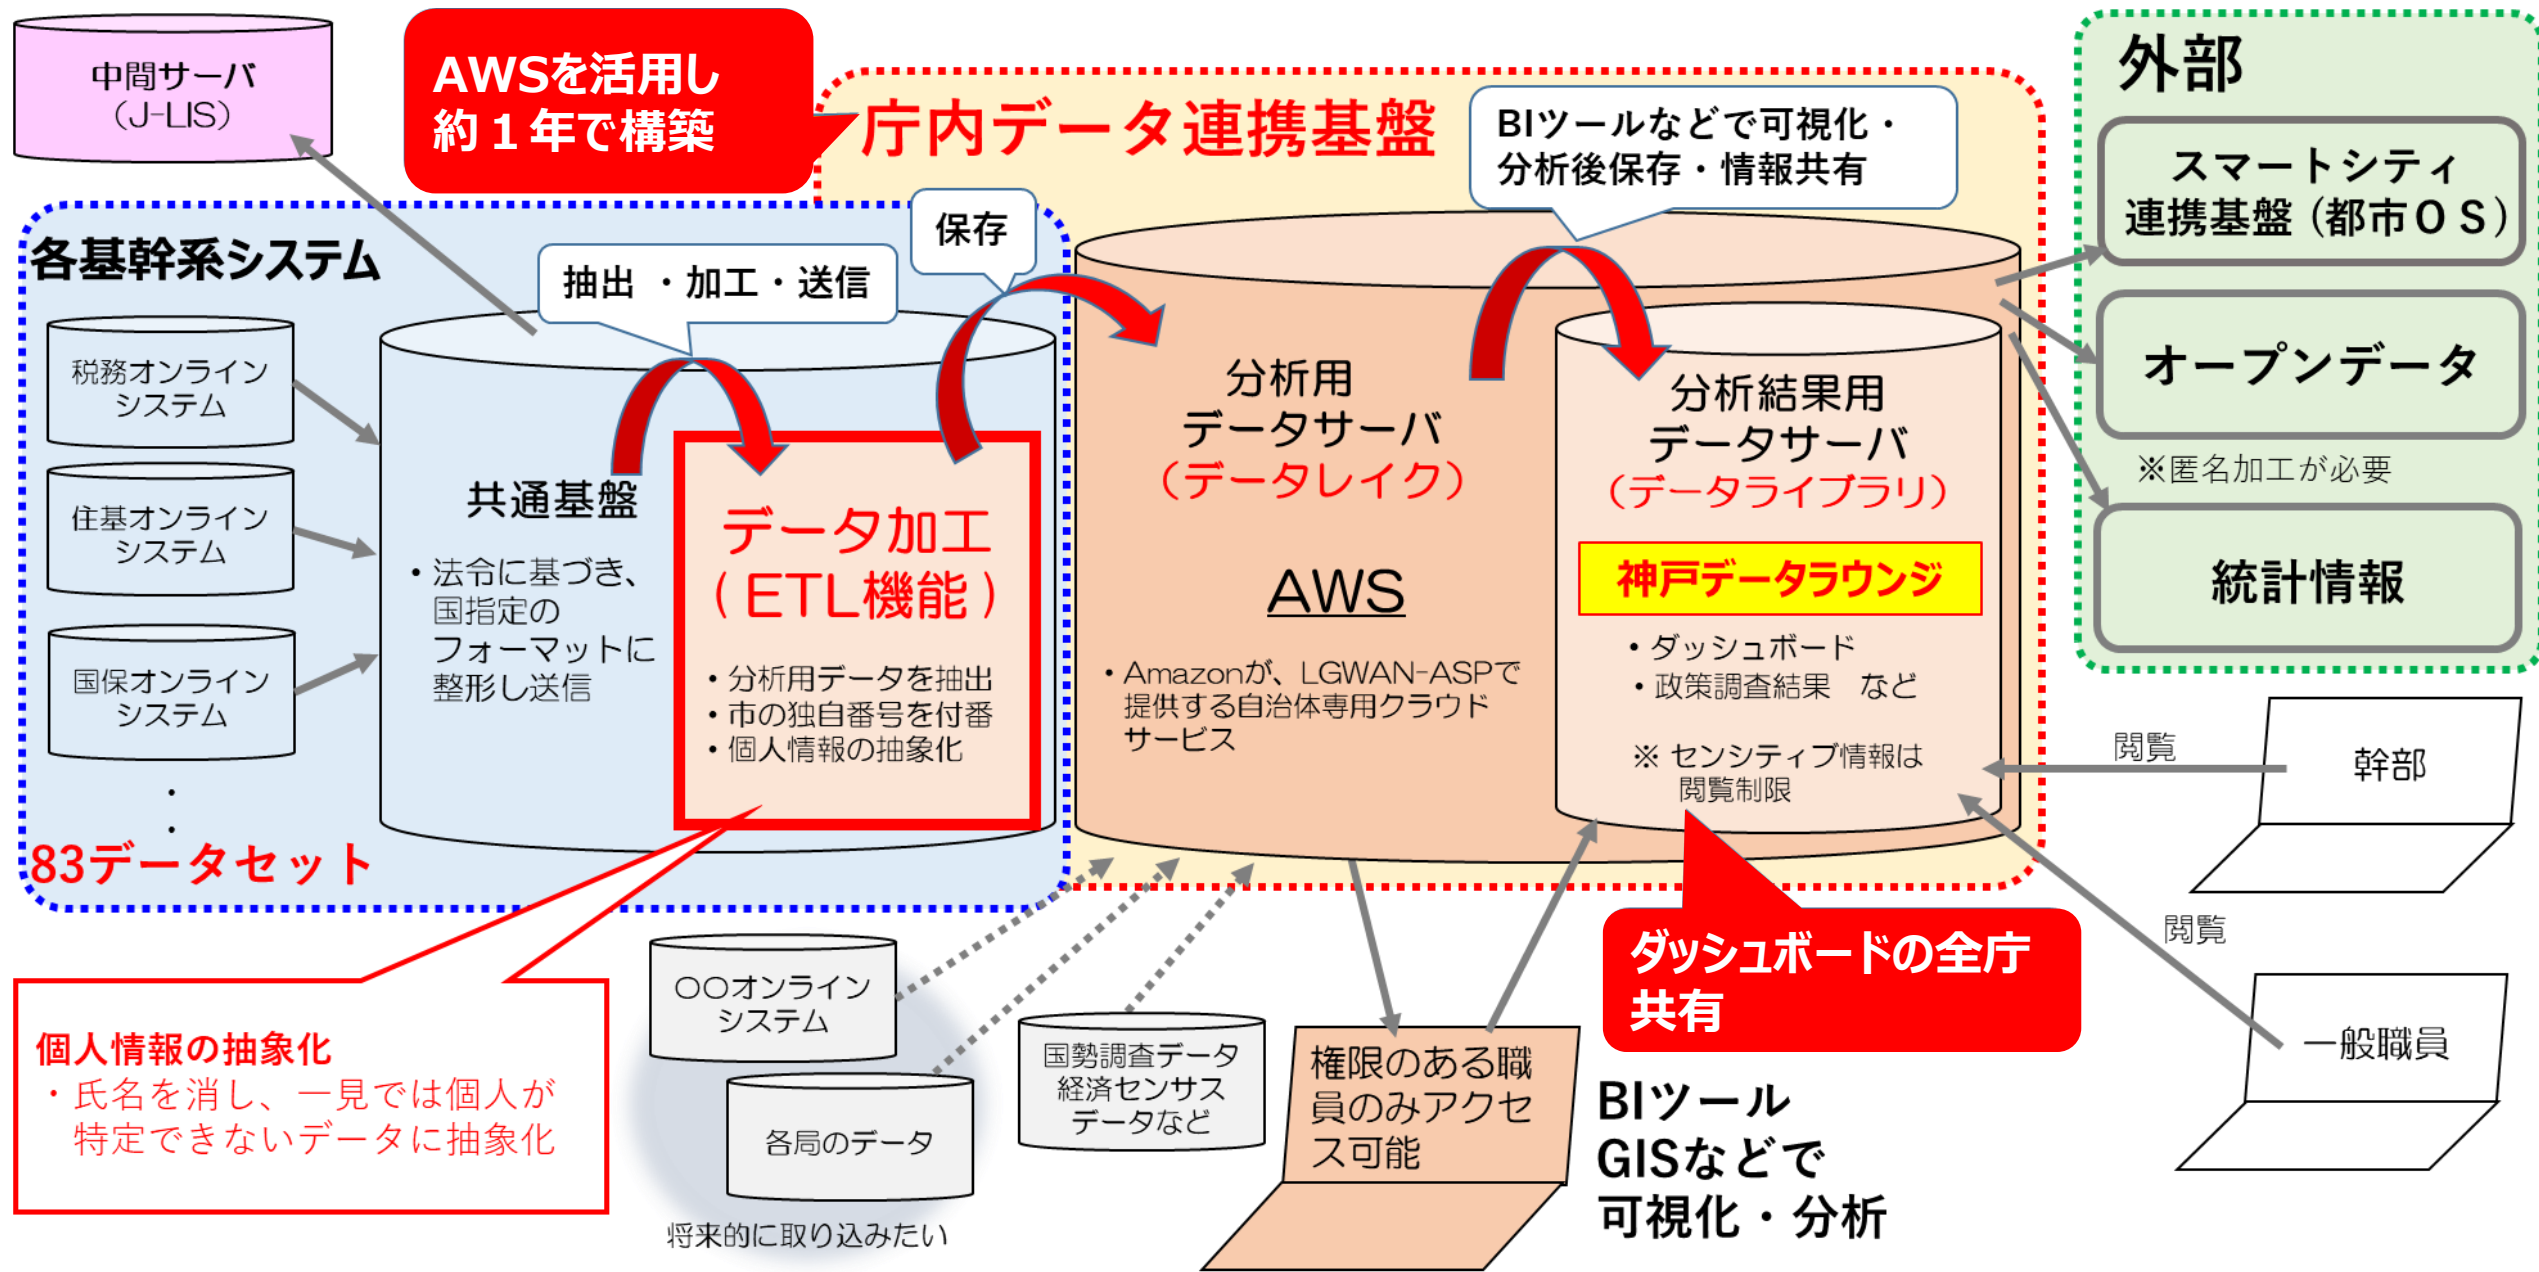 中間サーバ
（J-LIS）
AWSを活用し
約１年で構築
庁内データ連携基盤
BIツールなどで可視化・
分析後保存・情報共有
外部
スマートシティ
連携基盤（都市ＯＳ）
オープンデータ
※匿名加工が必要
統計情報
各基幹系システム
税務オンライン
システム
住基オンライン
システム
国保オンライン
システム
・
・
83データセット
抽出 ・加工・送信
保存
共通基盤
・法令に基づき、
国指定の
フォーマットに
整形し送信
データ加工
（ETL機能）
・分析用データを抽出
・市の独自番号を付番
・個人情報の抽象化
分析用
データサーバ
（データレイク）
AWS
・Amazonが、LGWAN-ASPで
提供する自治体専用クラウド
サービス
分析結果用
データサーバ
（データライブラリ）
神戸データラウンジ
・ダッシュボード
・政策調査結果　など
※ センシティブ情報は
閲覧制限
閲覧
幹部
閲覧
一般職員
ダッシュボードの全庁
共有
個人情報の抽象化
・氏名を消し、一見では個人が
特定できないデータに抽象化
〇〇オンライン
システム
各局のデータ
将来的に取り込みたい
国勢調査データ
経済センサス
データなど
権限のある職
員のみアクセ
ス可能
BIツール
GISなどで
可視化・分析